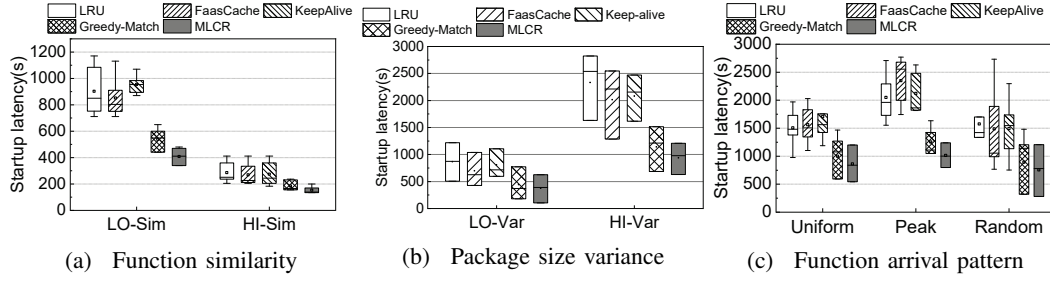 LRU FaasCache KeepAlive
Greedy-Match MLCR
Startup latency(s)
1200
1000
800
600
400
200
0
LO-Sim HI-Sim
(a) Function similarity
LRU FaasCache Keep-alive
Greedy-Match MLCR
Startup latency(s)
3000
2500
2000
1500
1000
500
0
LO-Var HI-Var
(b) Package size variance
LRU FaasCache KeepAlive
Greedy-Match MLCR
Startup latency(s)
3000
2500
2000
1500
1000
500
0
Uniform Peak Random
(c) Function arrival pattern